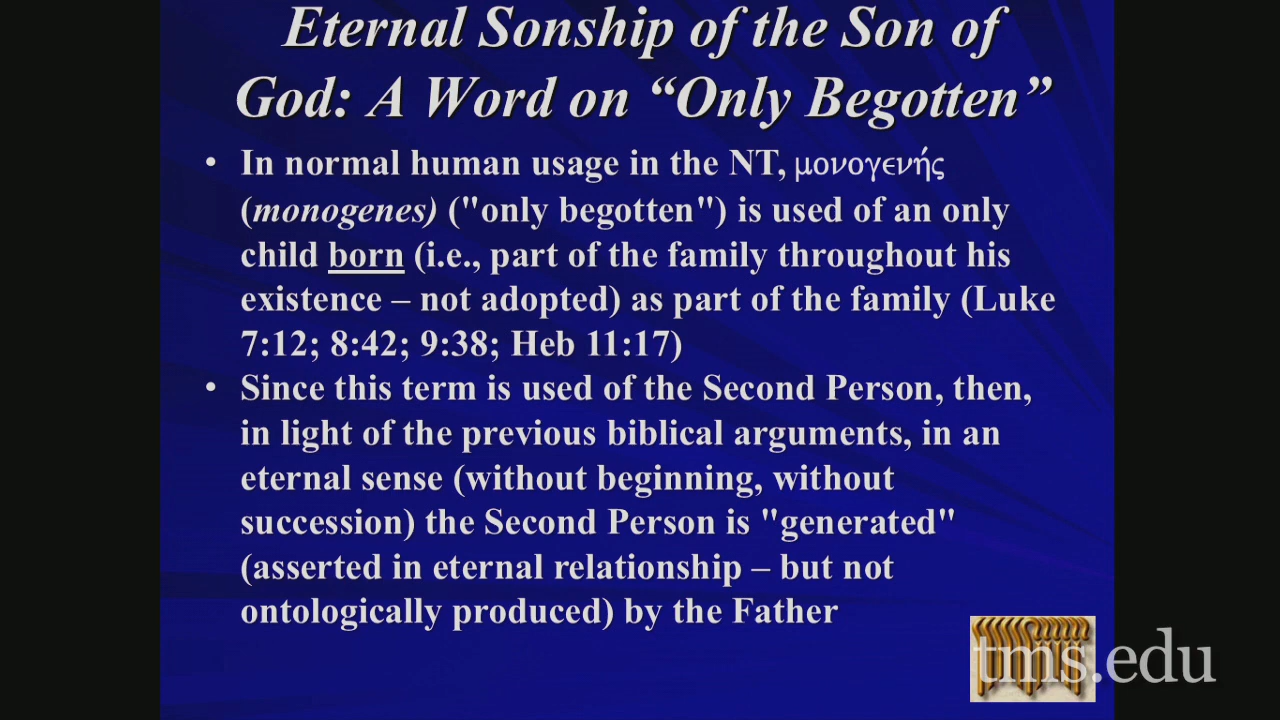 Eternal Sonship of the Son of
God: A Word on “Only Begotten”
• In normal human usage in the NT, μονογενής
(monogenes) ("only begotten") is used of an only
child born (i.e., part of the family throughout his
existence – not adopted) as part of the family (Luke
7:12; 8:42; 9:38; Heb 11:17)
• Since this term is used of the Second Person, then,
in light of the previous biblical arguments, in an
eternal sense (without beginning, without
succession) the Second Person is "generated"
(asserted in eternal relationship – but not
ontologically produced) by the Father
tms.edu